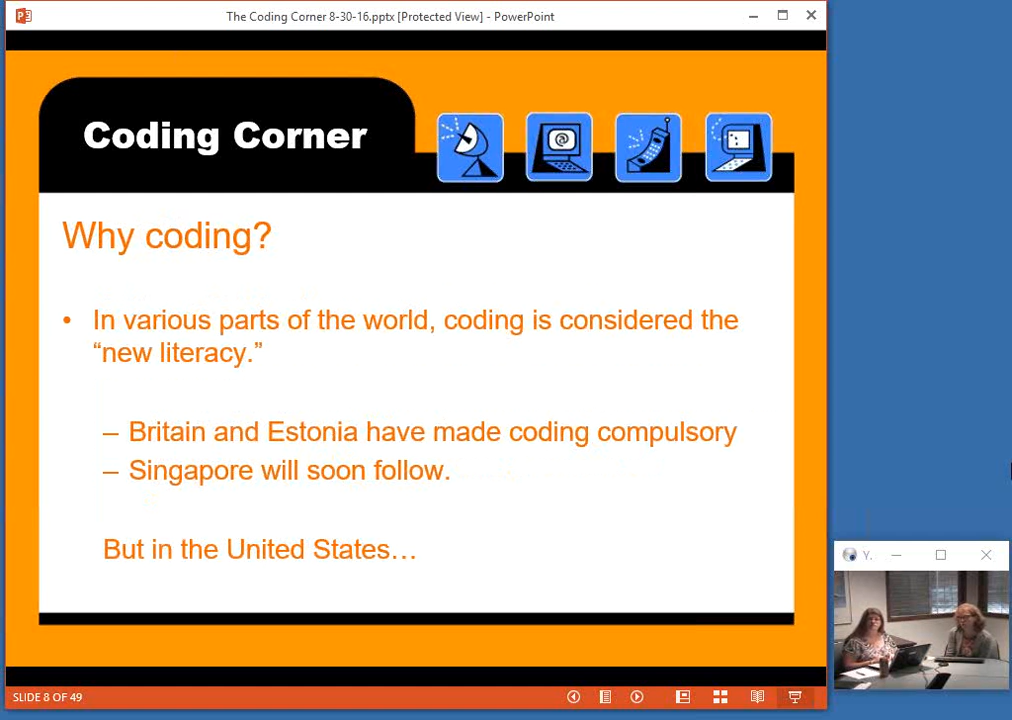 The Coding Corner 8-30-16.pptx [Protected View] - PowerPoint
Coding Corner
Why coding?
• In various parts of the world, coding is considered the
“new literacy.”
– Britain and Estonia have made coding compulsory
– Singapore will soon follow.
But in the United States…
Y.
SLIDE 8 OF 49